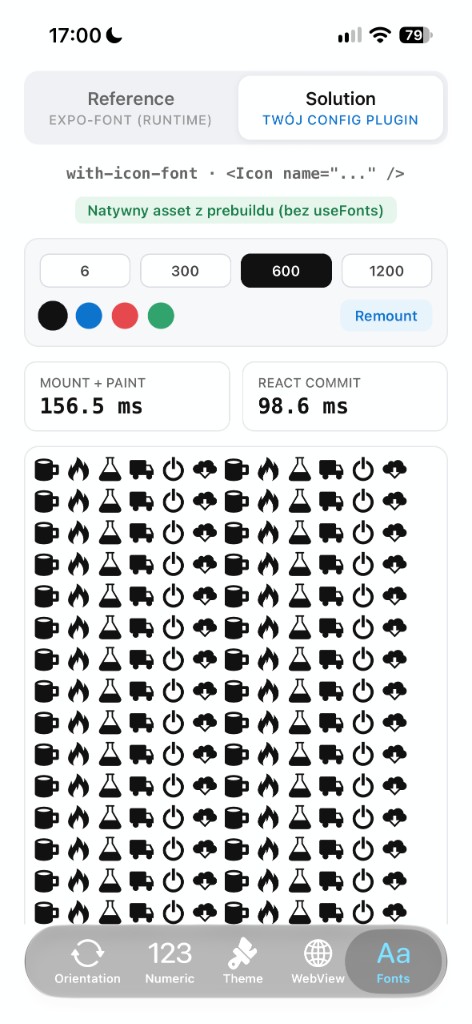 17:00
79
Reference
EXPO-FONT (RUNTIME)
Solution
TWÓJ CONFIG PLUGIN
with-icon-font · <Icon name="..." />
Natywny asset z prebuildu (bez useFonts)
6
300
600
1200
Remount
MOUNT + PAINT
156.5 ms
REACT COMMIT
98.6 ms
123
Aa
Orientation
Numeric
Theme
WebView
Fonts